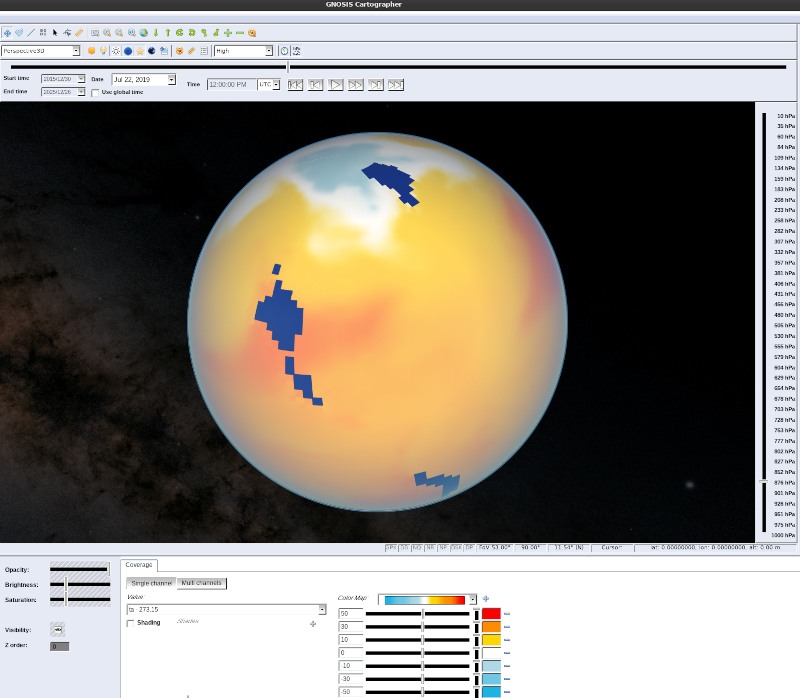 GNOSIS Cartographer
Perspective3D
High
Start time
2015/12/30
Date
Jul 22, 2019
Time
12:00:00 PM
UTC
End time
2025/12/26
Use global time
10 hPa
35 hPa
60 hPa
84 hPa
109 hPa
134 hPa
159 hPa
183 hPa
208 hPa
233 hPa
258 hPa
282 hPa
307 hPa
332 hPa
357 hPa
381 hPa
406 hPa
431 hPa
456 hPa
480 hPa
505 hPa
530 hPa
555 hPa
579 hPa
604 hPa
629 hPa
654 hPa
678 hPa
703 hPa
728 hPa
753 hPa
777 hPa
802 hPa
827 hPa
852 hPa
876 hPa
901 hPa
926 hPa
951 hPa
975 hPa
1000 hPa
FoV 53.00°
90.00°
11.54° (N)
Cursor:
lat: 0.00000000, lon: 0.00000000, alt: 0.00 m
Opacity:
Brightness:
Saturation:
Visibility:
Z order:
0
Coverage
Single channel
Multi channels
Value:
ta - 273.15
Shading
Shades
Color Map:
50
30
10
0
-10
-30
-50